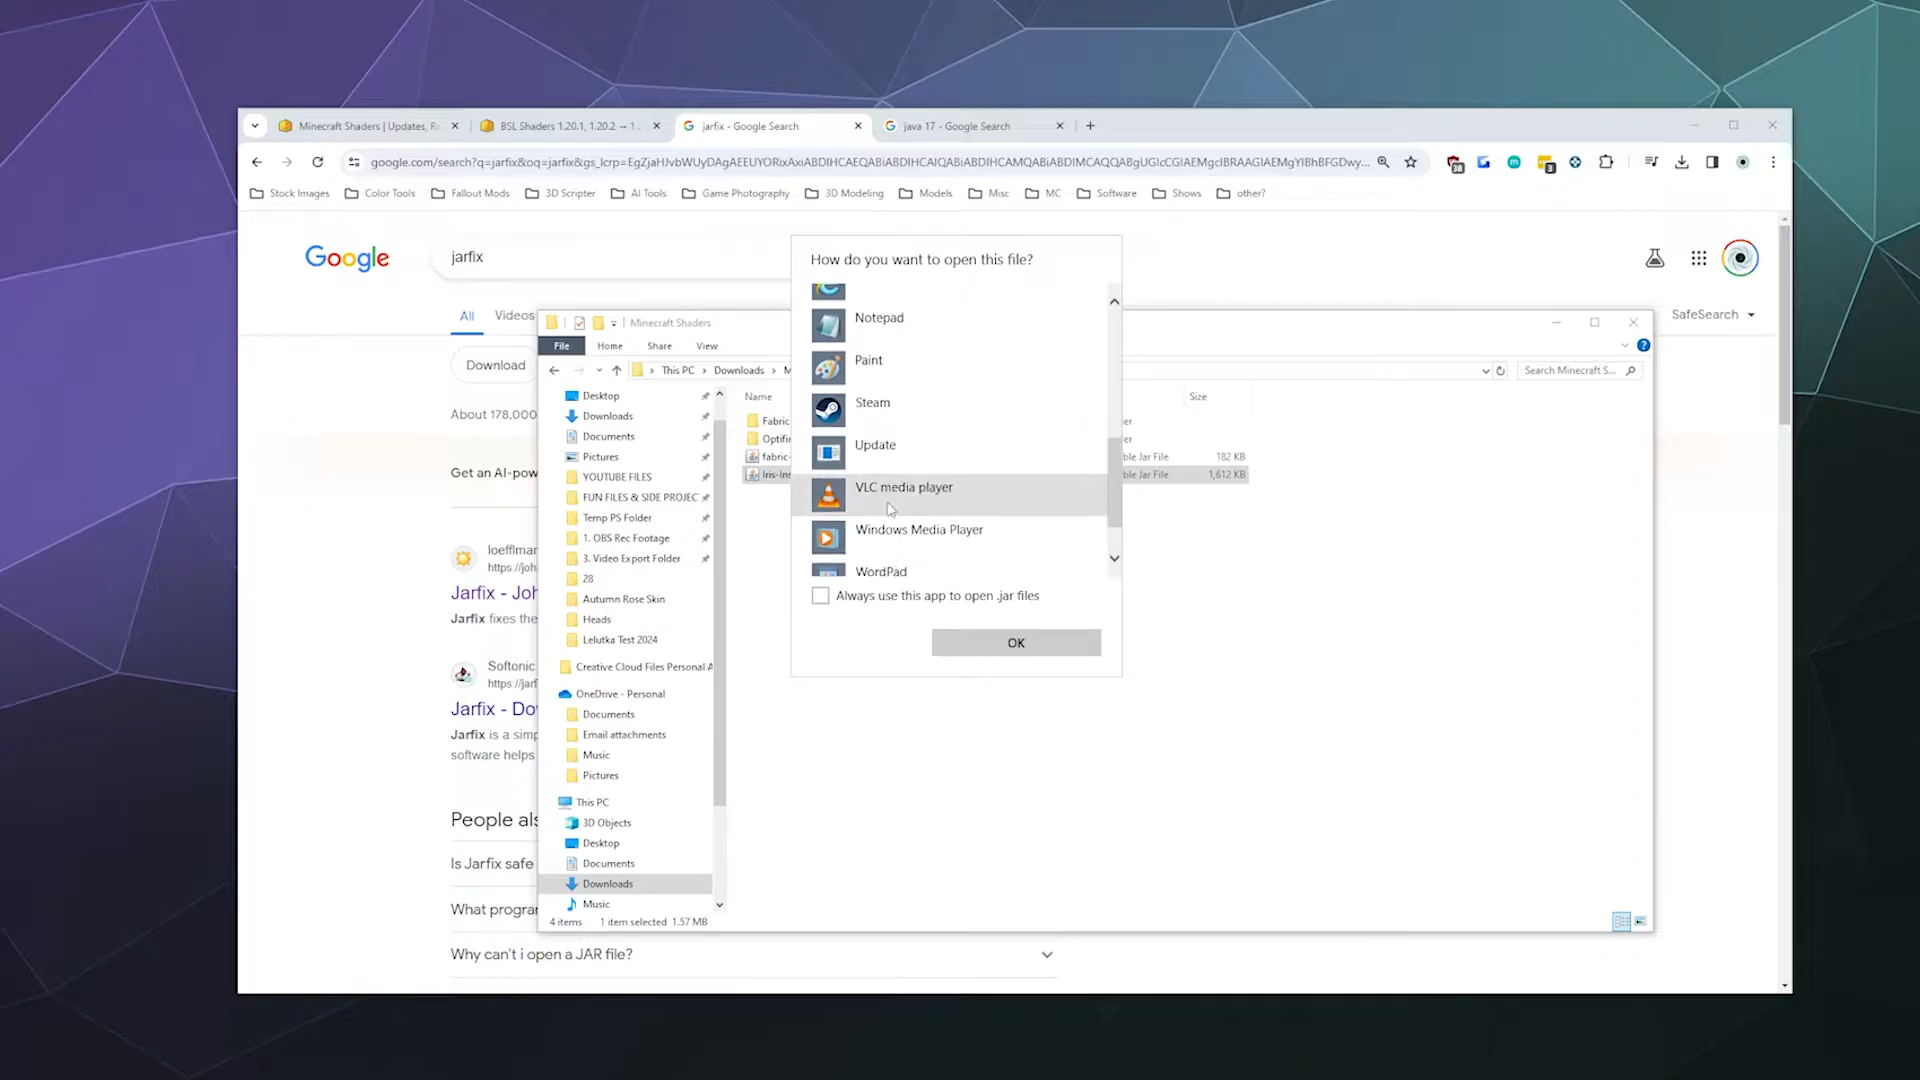 Minecraft Shaders | Updates, R
BSL Shaders 1.20.1, 1.20.2 → 1.
jarfix - Google Search
java 17 - Google Search
Stock Images
Color Tools
Fallout Mods
3D Scripter
AI Tools
Game Photography
3D Modeling
Models
Misc
MC
Software
Shows
other?
Google
jarfix
All
Videos
SafeSearch
Download
About 178,000
Get an AI-pow
loefflmar
https://joh
Jarfix - Joh
Jarfix fixes the
Softonic
https://jarf
Jarfix - Do
Jarfix is a simp
software helps
People als
Is Jarfix safe
What progra
Why can't i open a JAR file?
Minecraft Shaders
File
Home
Share
View
This PC
Downloads
M
Search Minecraft S...
Name
Size
Desktop
Downloads
Documents
Pictures
YOUTUBE FILES
FUN FILES & SIDE PROJEC
Temp PS Folder
1. OBS Rec Footage
3. Video Export Folder
28
Autumn Rose Skin
Heads
Lelutka Test 2024
Creative Cloud Files Personal A
OneDrive - Personal
Documents
Email attachments
Music
Pictures
This PC
3D Objects
Desktop
Documents
Downloads
Music
Fabric
er
Optifi
er
fabric-
ble Jar File
182 KB
Iris-Ins
ble Jar File
1,612 KB
4 items
1 item selected 1.57 MB
How do you want to open this file?
Notepad
Paint
Steam
Update
VLC media player
Windows Media Player
WordPad
Always use this app to open .jar files
OK